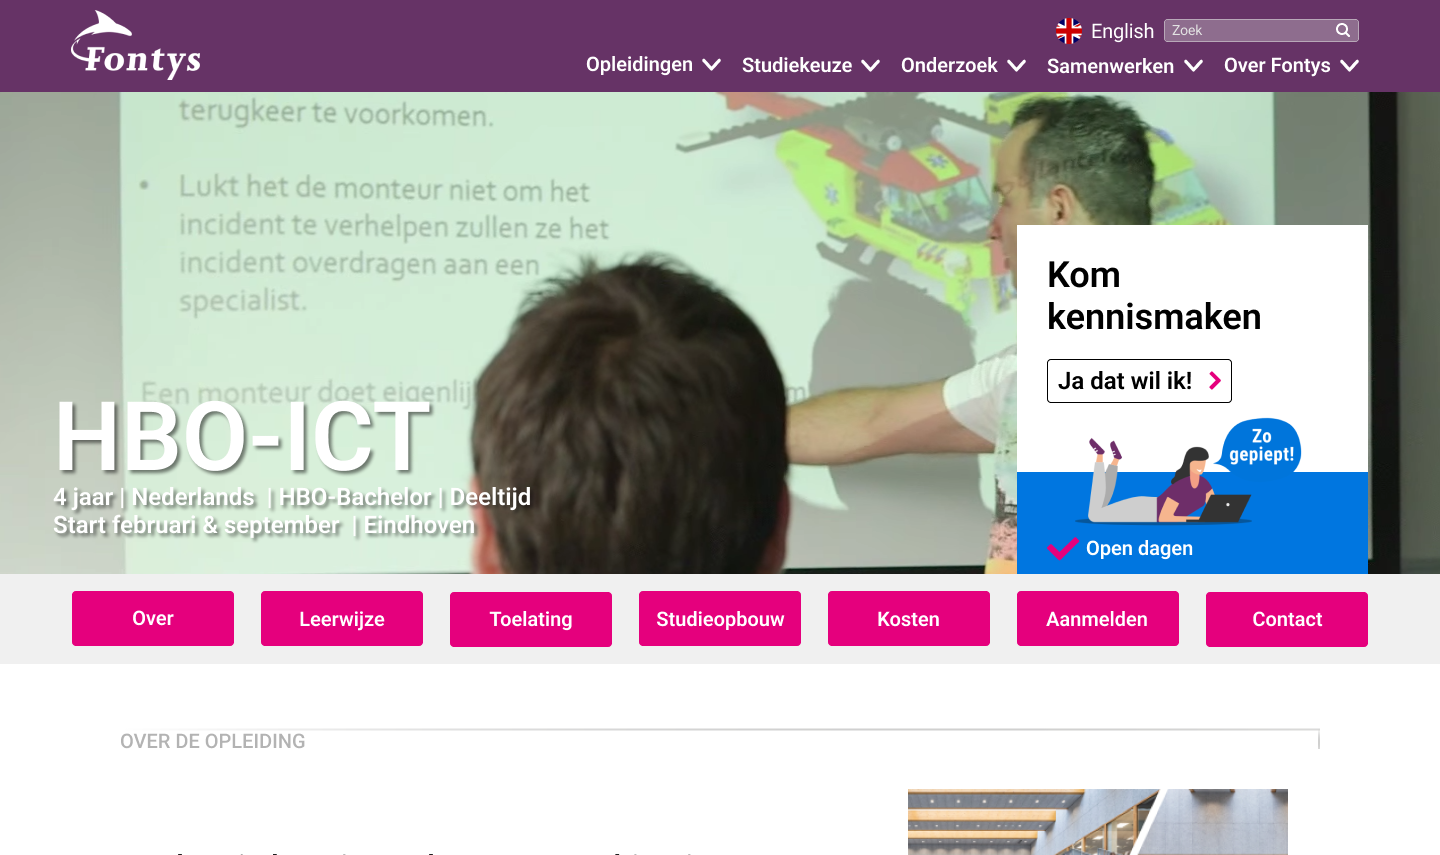 Fontys
English
Zoek
Opleidingen
Studiekeuze
Onderzoek
Samenwerken
Over Fontys
terugkeer te voorkomen.
• Lukt het de monteur niet om het
incident te verhelpen zullen ze het
incident overdragen aan een
specialist.
Een monteur doet
HBO-ICT
4 jaar | Nederlands | HBO-Bachelor | Deeltijd
Start februari & september | Eindhoven
Kom
kennismaken
Ja dat wil ik!
Zo
gepiept!
Open dagen
Over
Leerwijze
Toelating
Studieopbouw
Kosten
Aanmelden
Contact
OVER DE OPLEIDING